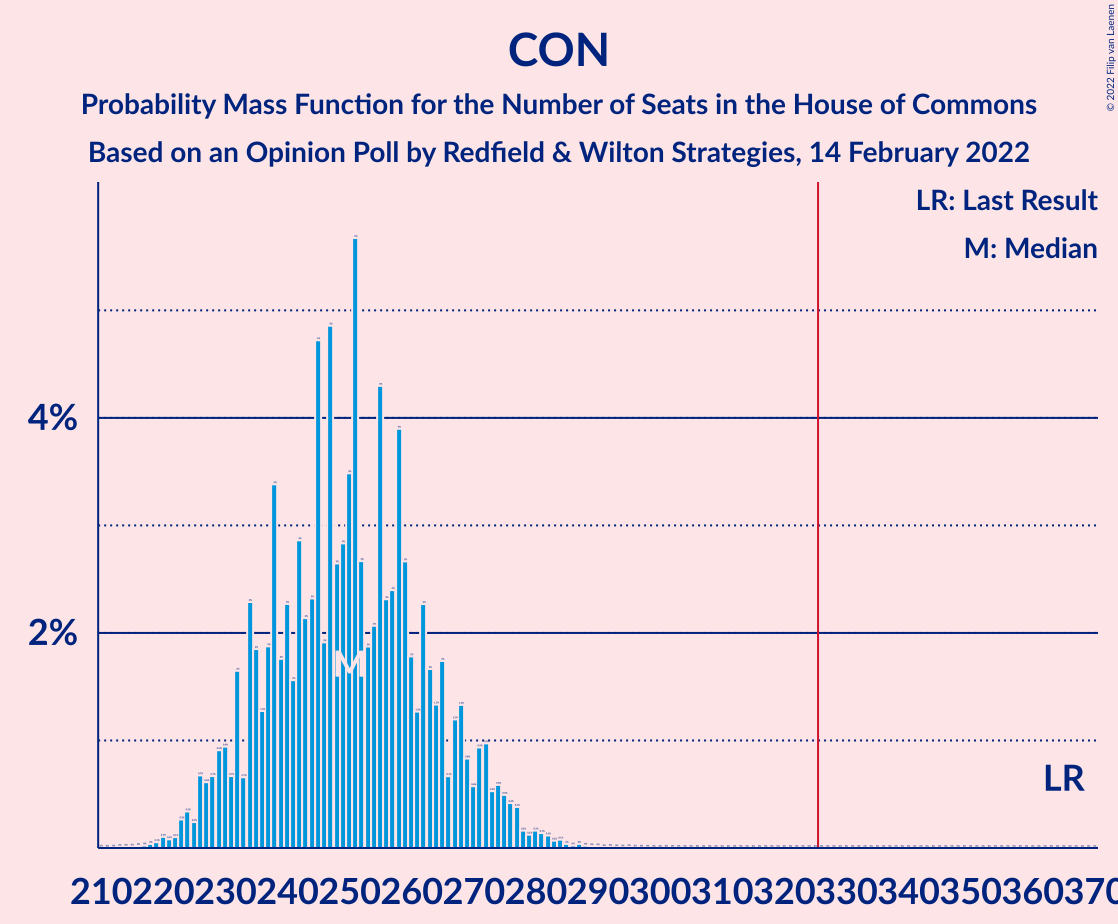 CON
Probability Mass Function for the Number of Seats in the House of Commons
Based on an Opinion Poll by Redfield & Wilton Strategies, 14 February 2022
© 2022 Filip van Laenen
LR: Last Result
M: Median
4%
2%
M
LR
210220230240250260270280290300310320330340350360370